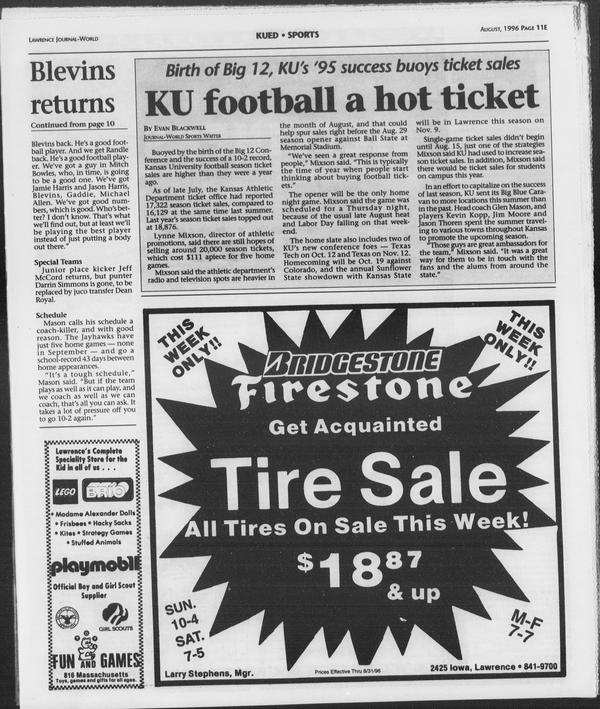 LAWRENCE JOURNAL-WORLD
KUED • SPORTS
AUGUST, 1996 PAGE 11E
Blevins
returns
Continued from page 10
Blevins back. He's a good foot-
ball player. And we get Randle
back. He's a good football play-
er. We've got a guy in Mitch
Bowles, who, in time, is going
to be a good one. We've got
Jamie Harris and Jason Harris,
Blevins, Gaddie, Michael
Allen. We've got good num-
bers, which is good. Who's bet-
ter? I don't know. That's what
we'll find out, but at least we'll
be playing the best player
instead of just putting a body
out there."
Special Teams
Junior place kicker Jeff
McCord returns, but punter
Darrin Simmons is gone, to be
replaced by juco transfer Dean
Royal.
Schedule
Mason calls his schedule a
coach-killer, and with good
reason. The Jayhawks have
just five home games — none
in September — and go a
school-record 43 days between
home appearances.
"It's a tough schedule,"
Mason said. "But if the team
plays as well as it can play, and
we coach as well as we can
coach, that's all you can ask. It
takes a lot of pressure off you
to go 10-2 again."
Birth of Big 12, KU's '95 success buoys ticket sales
KU football a hot ticket
BY EVAN BLACKWELL
JOURNAL-WORLD SPORTS WRITER
Buoyed by the birth of the Big 12 Con-
ference and the success of a 10-2 record,
Kansas University football season ticket
sales are higher than they were a year
ago.
As of late July, the Kansas Athletic
Department ticket office had reported
17,322 season ticket sales, compared to
16,129 at the same time last summer.
Last year's season ticket sales topped out
at 18,876.
Lynne Mixson, director of athletic
promotions, said there are still hopes of
selling around 20,000 season tickets,
which cost $111 apiece for five home
games.
Mixson said the athletic department's
radio and television spots are heavier in
the month of August, and that could
help spur sales right before the Aug. 29
season opener against Ball State at
Memorial Stadium.
"We've seen a great response from
people," Mixson said. "This is typically
the time of year when people start
thinking about buying football tick-
ets."
The opener will be the only home
night game. Mixson said the game was
scheduled for a Thursday night,
because of the usual late August heat
and Labor Day falling on that week-
end.
The home slate also includes two of
KU's new conference foes — Texas
Tech on Oct. 12 and Texas on Nov. 12.
Homecoming will be Oct. 19 against
Colorado, and the annual Sunflower
State showdown with Kansas State
will be in Lawrence this season on
Nov. 9.
Single-game ticket sales didn't begin
until Aug. 15, just one of the strategies
Mixson said KU had used to increase sea-
son ticket sales. In addition, Mixson said
there would be ticket sales for students
on campus this year.
In an effort to capitalize on the success
of last season, KU sent its Big Blue Cara-
van to more locations this summer than
in the past. Head coach Glen Mason, and
players Kevin Kopp, Jim Moore and
Jason Thoren spent the summer travel-
ing to various towns throughout Kansas
to promote the upcoming season.
"Those guys are great ambassadors for
the team," Mixson said. "It was a great
way for them to be in touch with the
fans and the alums from around the
state."
Lawrence's Complete
Speciality Store for the
Kid in all of us . . .
LEGO
BRIO
• Madame Alexander Dolls
• Frisbees • Hacky Sacks
• Kites • Strategy Games
• Stuffed Animals
playmobil
Official Boy and Girl Scout
Supplier
GIRL SCOUTS
FUN AND GAMES
816 Massachusetts
Toys, games and gifts for all ages.
THIS
WEEK
ONLY!!
THIS
WEEK
ONLY!!
BRIDGESTONE
Firestone
Get Acquainted
Tire Sale
All Tires On Sale This Week!
$18 87
& up
SUN.
10-4
SAT.
7-5
M-F
7-7
Larry Stephens, Mgr.
Prices Effective Thru 8/31/96
2425 Iowa, Lawrence • 841-9700